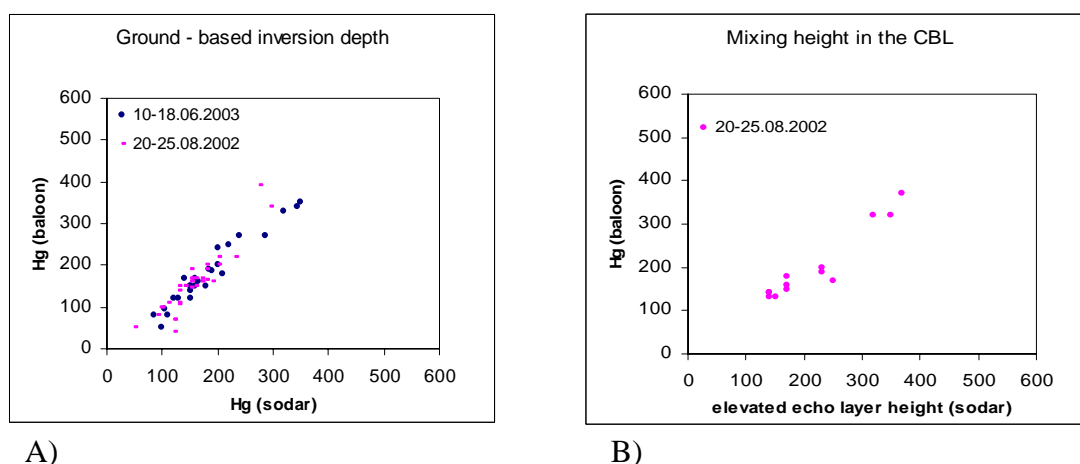 Ground - based inversion depth
600
500
400
300
200
100
0
Hg (baloon)
10-18.06.2003
20-25.08.2002
0 100 200 300 400 500 600
Hg (sodar)
A)
Mixing height in the CBL
600
500
400
300
200
100
0
Hg (baloon)
20-25.08.2002
0 100 200 300 400 500 600
elevated echo layer height (sodar)
B)